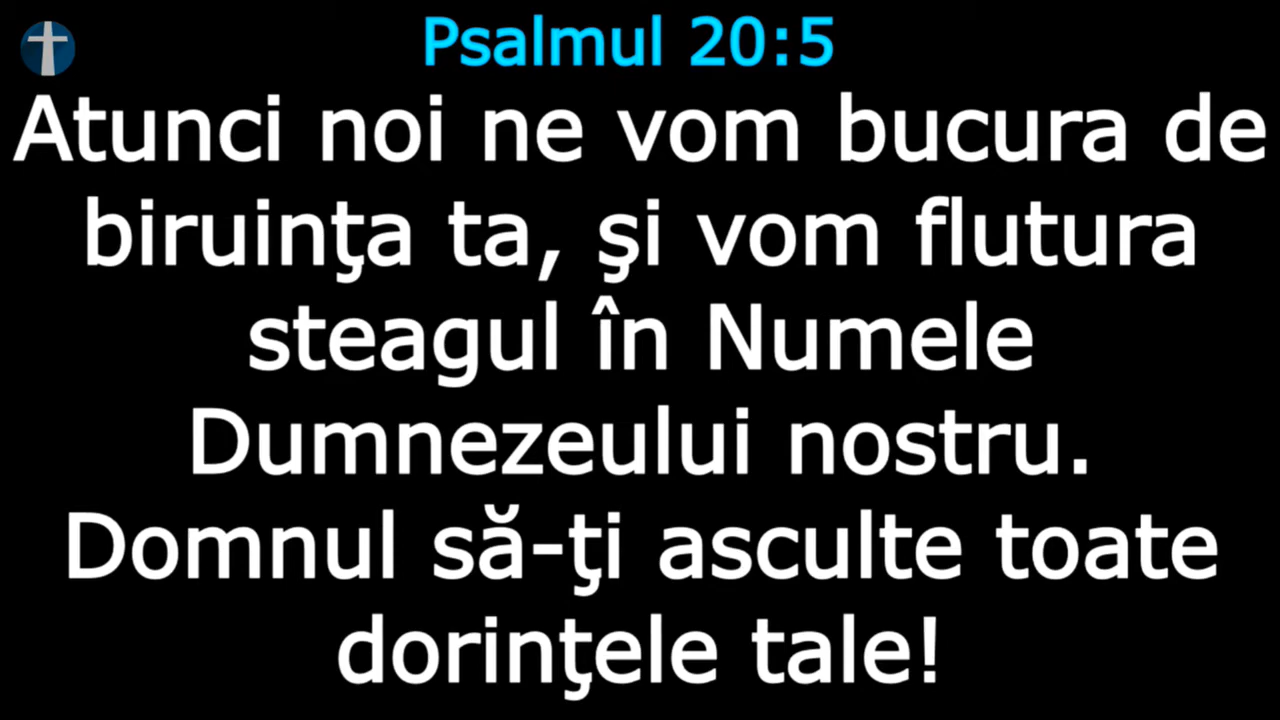 Psalmul 20:5
Atunci noi ne vom bucura de
biruinţa ta, şi vom flutura
steagul în Numele
Dumnezeului nostru.
Domnul să-ţi asculte toate
dorinţele tale!